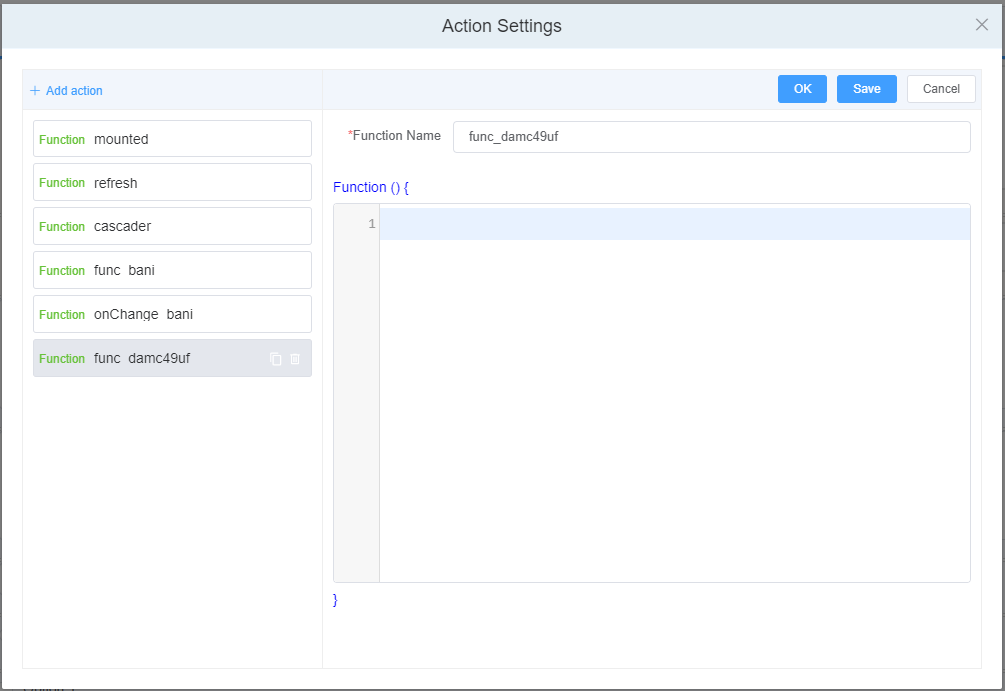 Action Settings
+ Add action
OK Save Cancel
Function mounted
Function refresh
Function cascader
Function func_bani
Function onChange_bani
Function func_damc49uf
*Function Name func_damc49uf
Function () {
1
}